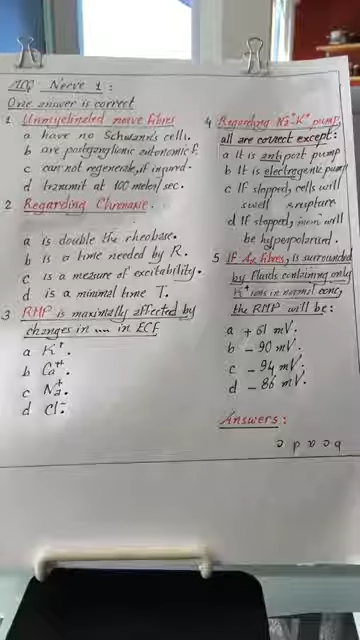 MCQ Nerve 1:
One answer is correct
1 Unmyelinated nerve fibres
a have no Schwann's cells.
b are postganglionic autonomic f.
c can not regenerate, if injured.
d transmit at 100 meter/sec.
2 Regarding Chronaxie.
a is double the rheobase.
b is a time needed by R.
c is a measure of excitability.
d is a minimal time T.
3 RMP is maximally affected by
changes in .... in ECF
a K+.
b Ca++.
c Na+.
d Cl-.
4 Regarding Na+-K+ pump,
all are correct except:
a It is antiport pump
b It is electrogenic pump
c If stopped, cells will
swell & rupture
d If stopped, mem will
be hyperpolarised.
5 If Ax fibres, is surrounded
by fluids containing only
K+ ions in normal conc,
the RMP will be:
a +61 mV.
b -90 mV.
c -94 mV.
d -86 mV.
Answers:
b c a d c